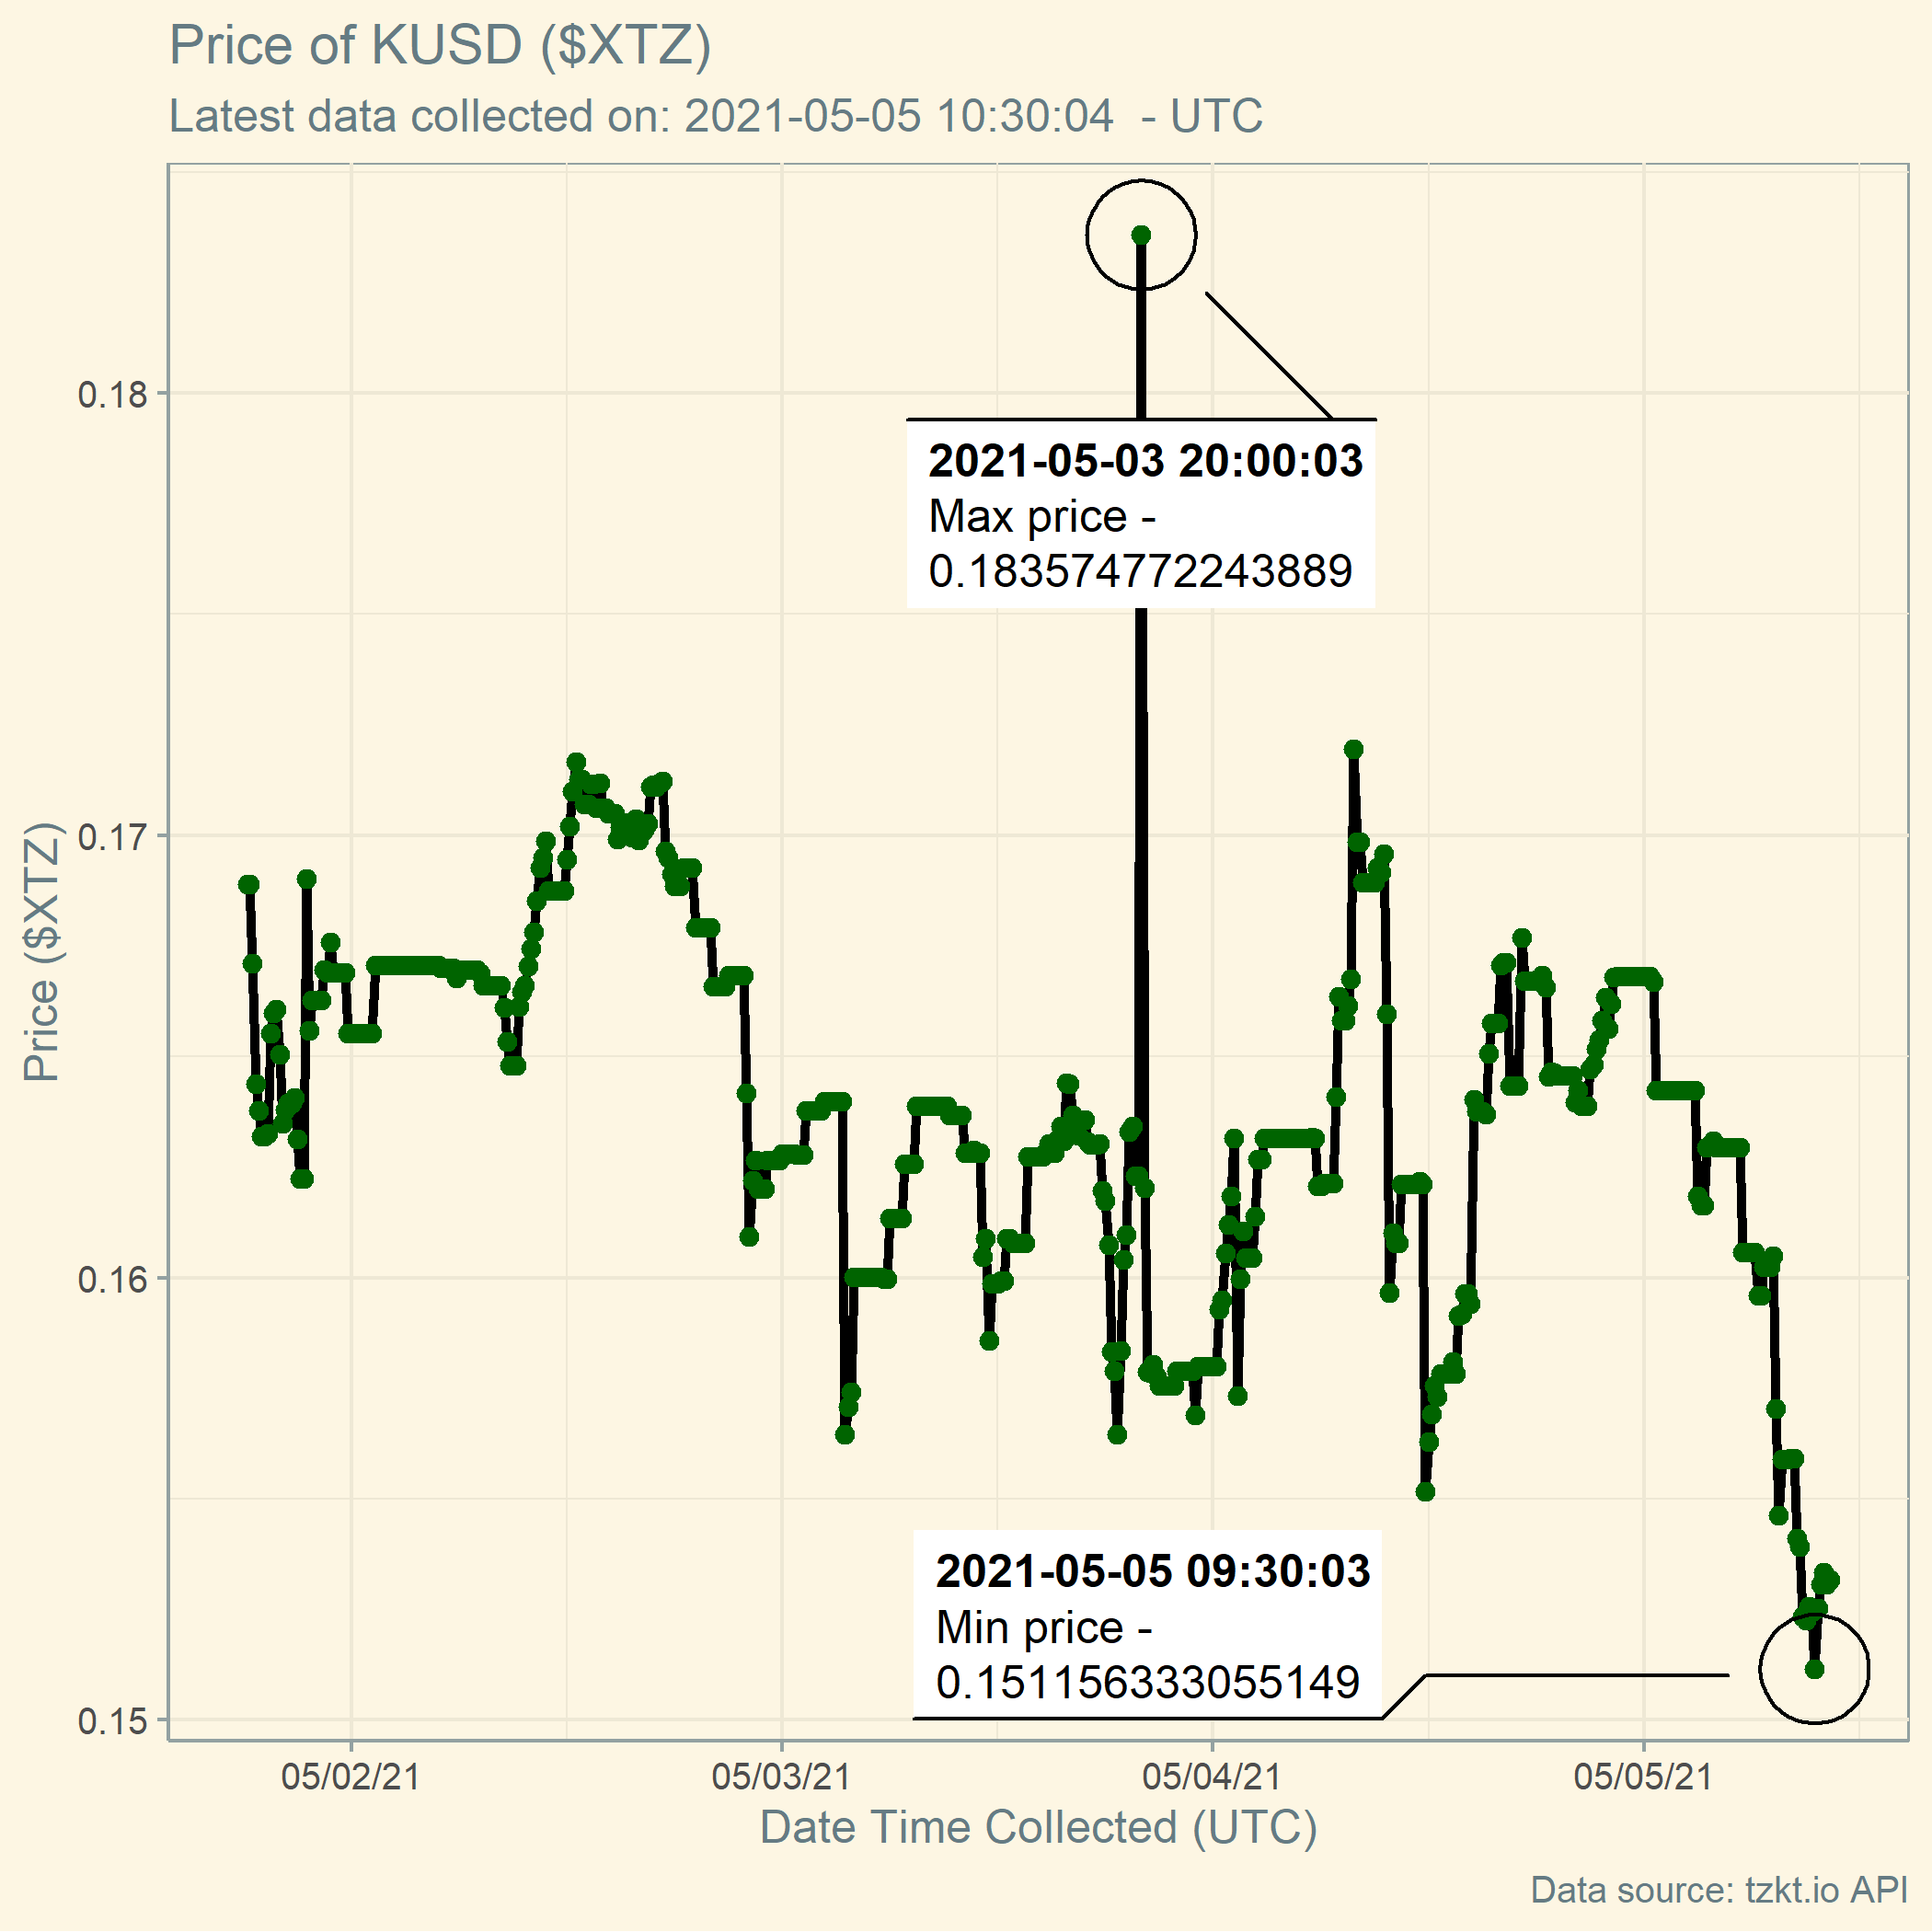 Price of KUSD ($XTZ)
Latest data collected on: 2021-05-05 10:30:04  - UTC
Price ($XTZ)
0.18
0.17
0.16
0.15
2021-05-03 20:00:03
Max price -
0.183574772243889
2021-05-05 09:30:03
Min price -
0.151156333055149
05/02/21
05/03/21
05/04/21
05/05/21
Date Time Collected (UTC)
Data source: tzkt.io API